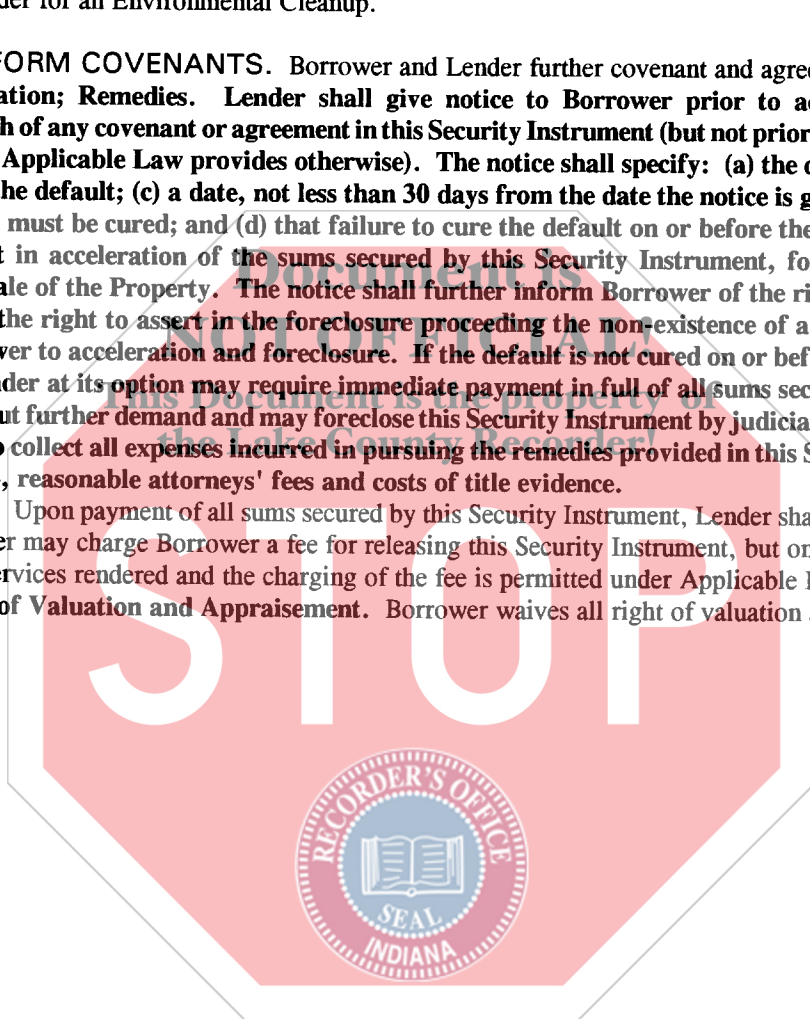 der for an Environmental Cleanup.
FORM COVENANTS. Borrower and Lender further covenant and agre
ation; Remedies. Lender shall give notice to Borrower prior to a
h of any covenant or agreement in this Security Instrument (but not prior
Applicable Law provides otherwise). The notice shall specify: (a) the
he default; (c) a date, not less than 30 days from the date the notice is g
must be cured; and (d) that failure to cure the default on or before the
t in acceleration of the sums secured by this Security Instrument, fo
ale of the Property. The notice shall further inform Borrower of the ri
the right to assert in the foreclosure proceeding the non-existence of a
wer to acceleration and foreclosure. If the default is not cured on or bef
der at its option may require immediate payment in full of all sums sec
ut further demand and may foreclose this Security Instrument by judicia
o collect all expenses incurred in pursuing the remedies provided in this S
, reasonable attorneys' fees and costs of title evidence.
Upon payment of all sums secured by this Security Instrument, Lender sha
er may charge Borrower a fee for releasing this Security Instrument, but on
rvices rendered and the charging of the fee is permitted under Applicable
of Valuation and Appraisement. Borrower waives all right of valuation
Document is
NOT OFFICIAL!
This Document is the property of
the Lake County Recorder!
STOP
RECORDER'S OFFICE
SEAL
INDIANA